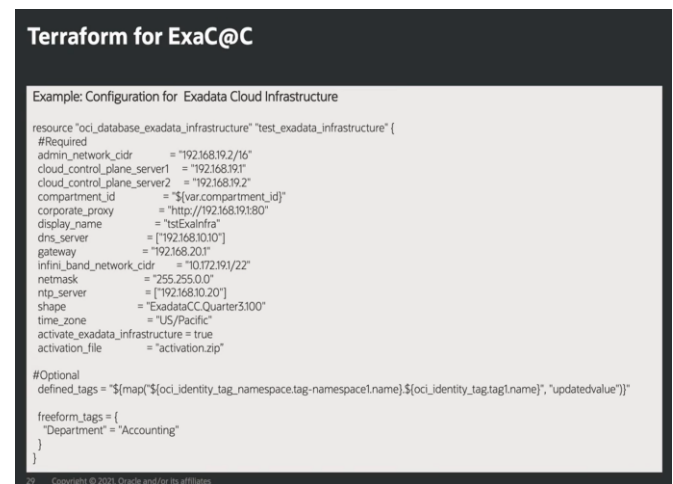 Terraform for ExaC@C
Example: Configuration for Exadata Cloud Infrastructure
resource "oci_database_exadata_infrastructure" "test_exadata_infrastructure" {
#Required
admin_network_cidr = "192.168.19.2/16"
cloud_control_plane_server1 = "192.168.19.1"
cloud_control_plane_server2 = "192.168.19.2"
compartment_id = "${var.compartment_id}"
corporate_proxy = "http://192.168.19.1:80"
display_name = "tstExaInfra"
dns_server = ["192.168.10.10"]
gateway = "192.168.20.1"
infini_band_network_cidr = "10.172.19.1/22"
netmask = "255.255.0.0"
ntp_server = ["192.168.10.20"]
shape = "ExadataCC.Quarter3.100"
time_zone = "US/Pacific"
activate_exadata_infrastructure = true
activation_file = "activation.zip"
#Optional
defined_tags = "${map("${oci_identity_tag_namespace.tag-namespace1.name}.${oci_identity_tag.tag1.name}", "updatedvalue")}"
freeform_tags = {
"Department" = "Accounting"
}
}
29 Copyright © 2021, Oracle and/or its affiliates